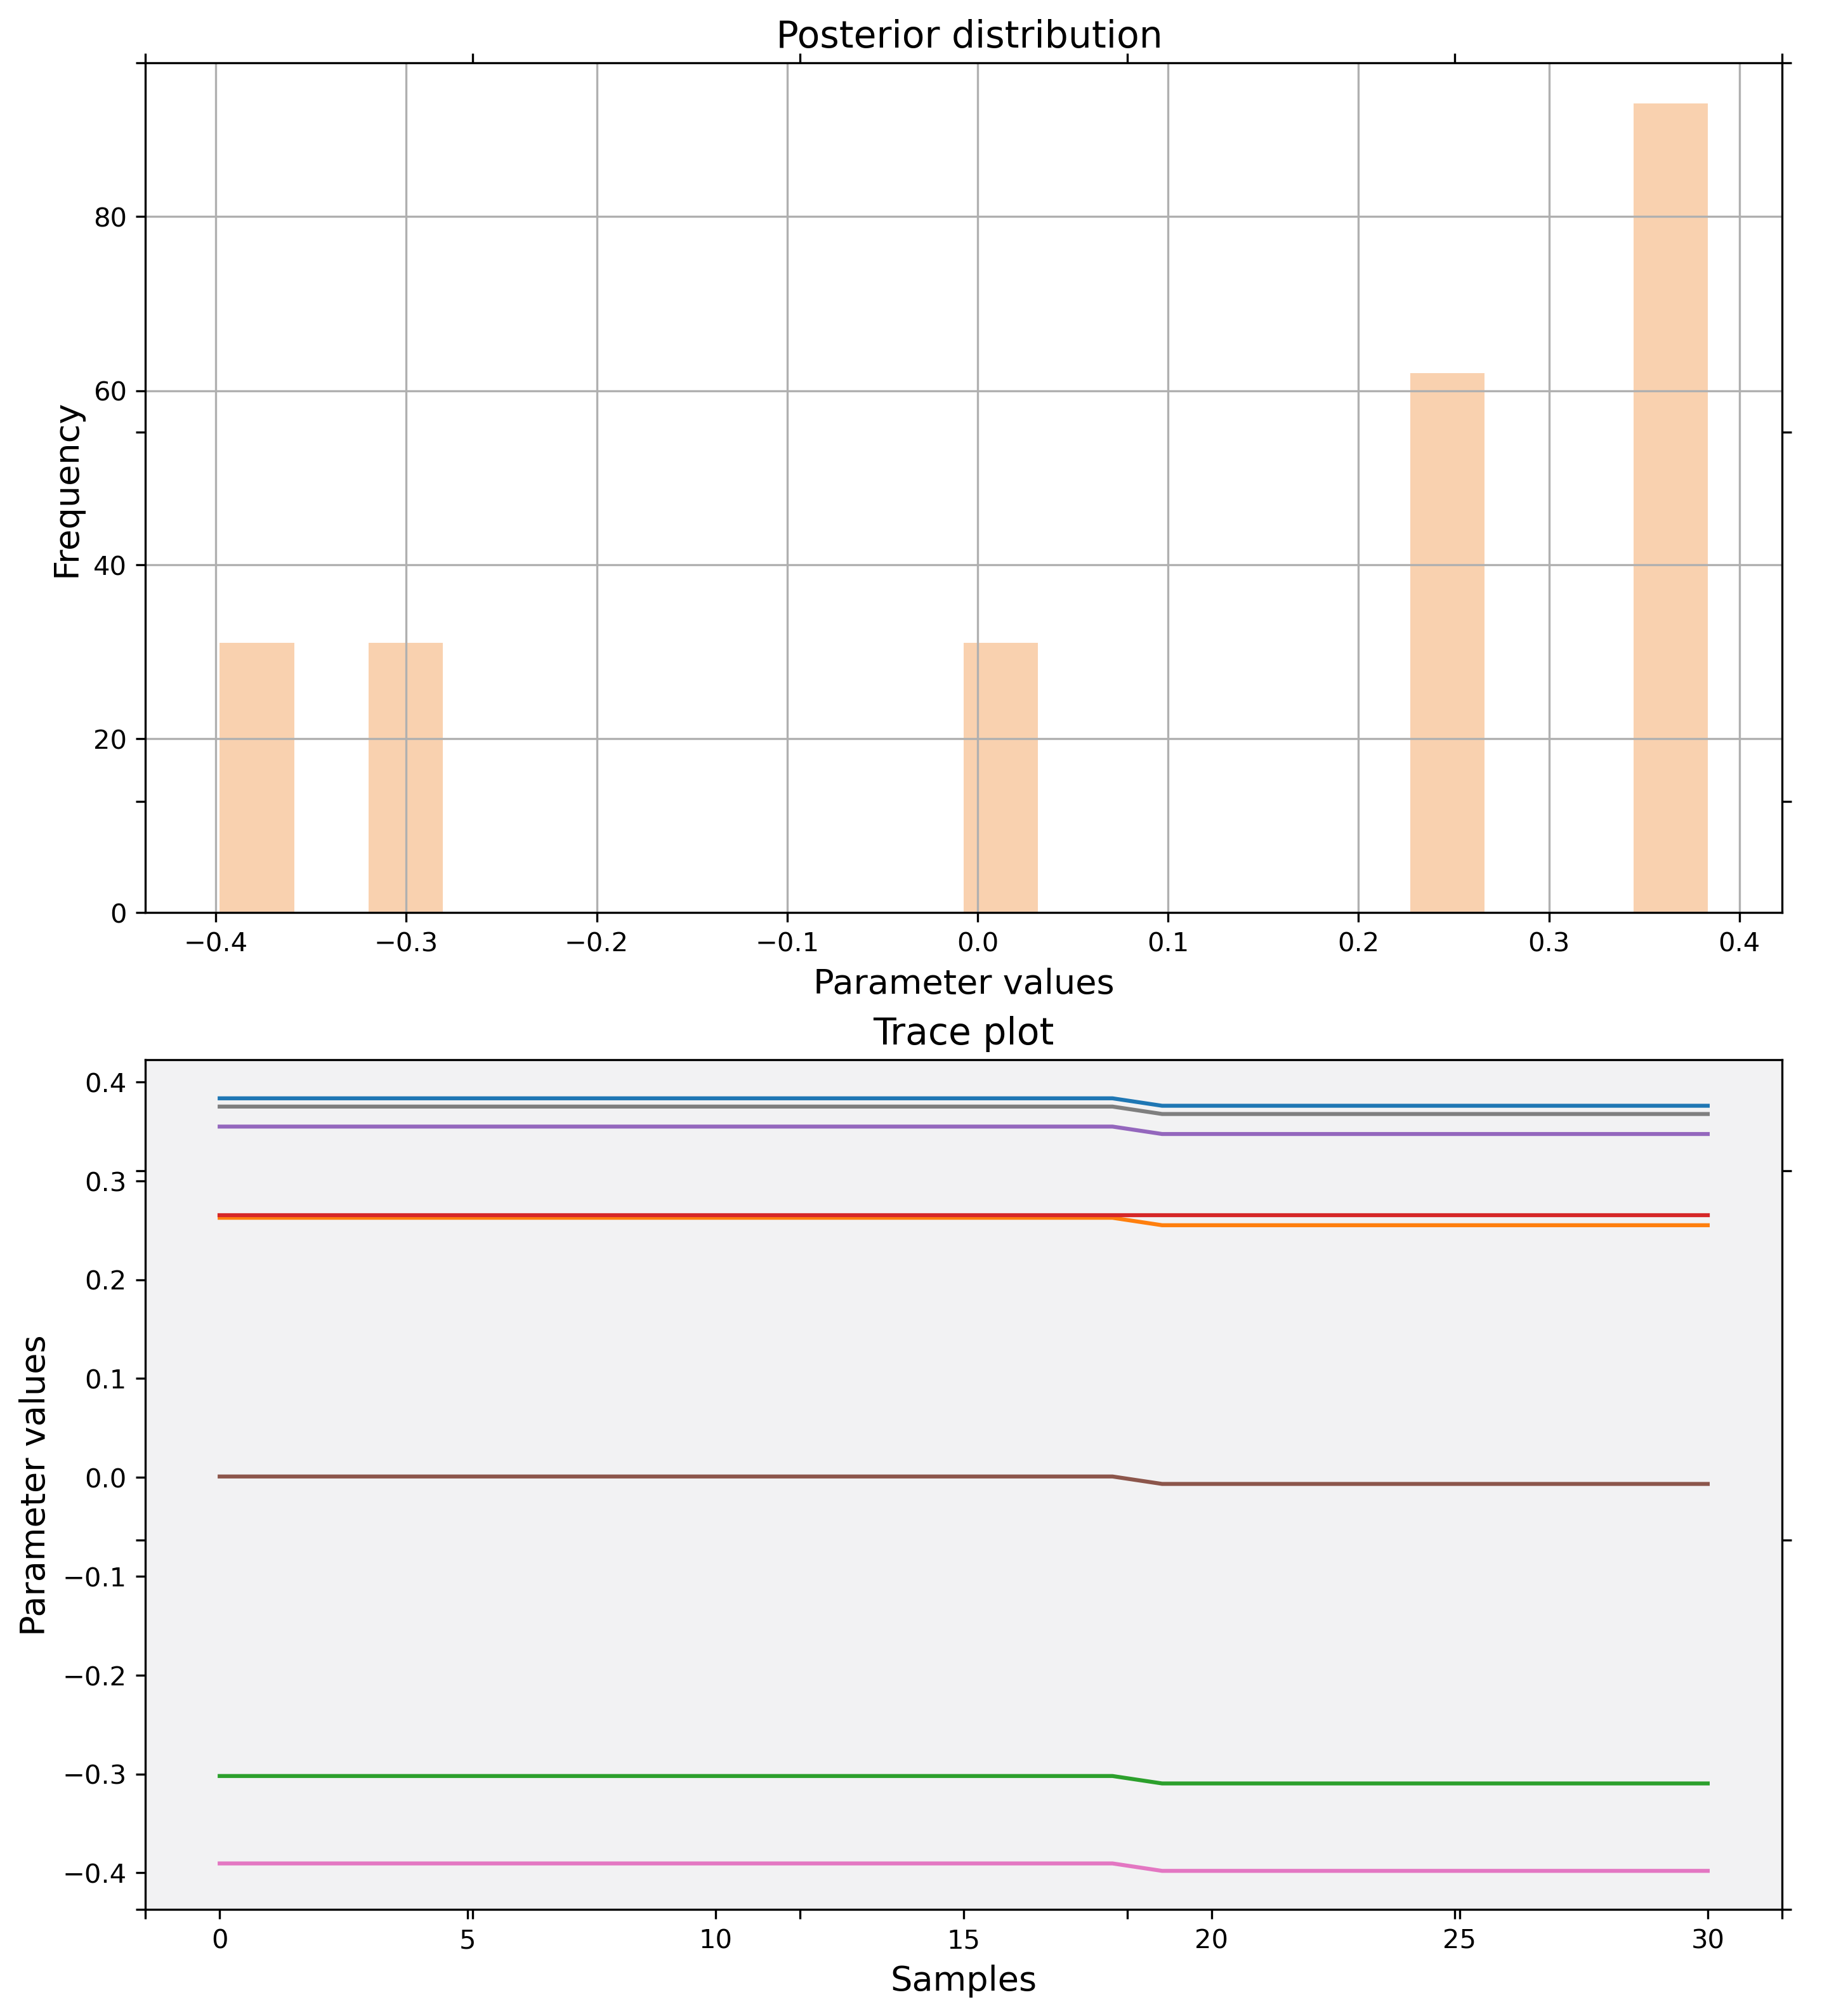 Posterior distribution
Frequency
80
60
40
20
0
−0.4 −0.3 −0.2 −0.1 0.0 0.1 0.2 0.3 0.4
Parameter values
Trace plot
Parameter values
0.4
0.3
0.2
0.1
0.0
−0.1
−0.2
−0.3
−0.4
0 5 10 15 20 25 30
Samples